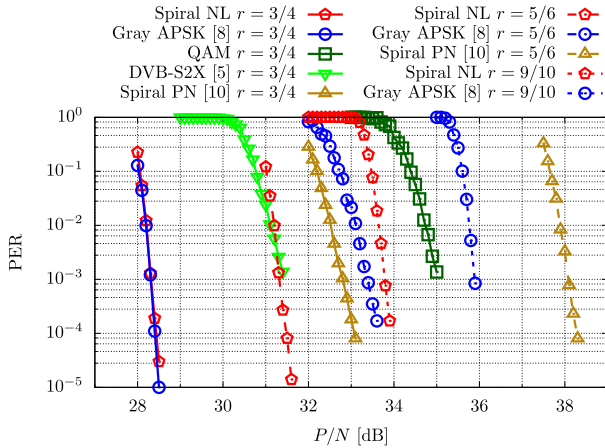 Spiral NL r = 3/4
Gray APSK [8] r = 3/4
QAM r = 3/4
DVB-S2X [5] r = 3/4
Spiral PN [10] r = 3/4
Spiral NL r = 5/6
Gray APSK [8] r = 5/6
Spiral PN [10] r = 5/6
Spiral NL r = 9/10
Gray APSK [8] r = 9/10
PER
10⁰
10⁻¹
10⁻²
10⁻³
10⁻⁴
10⁻⁵
28 30 32 34 36 38
P/N [dB]